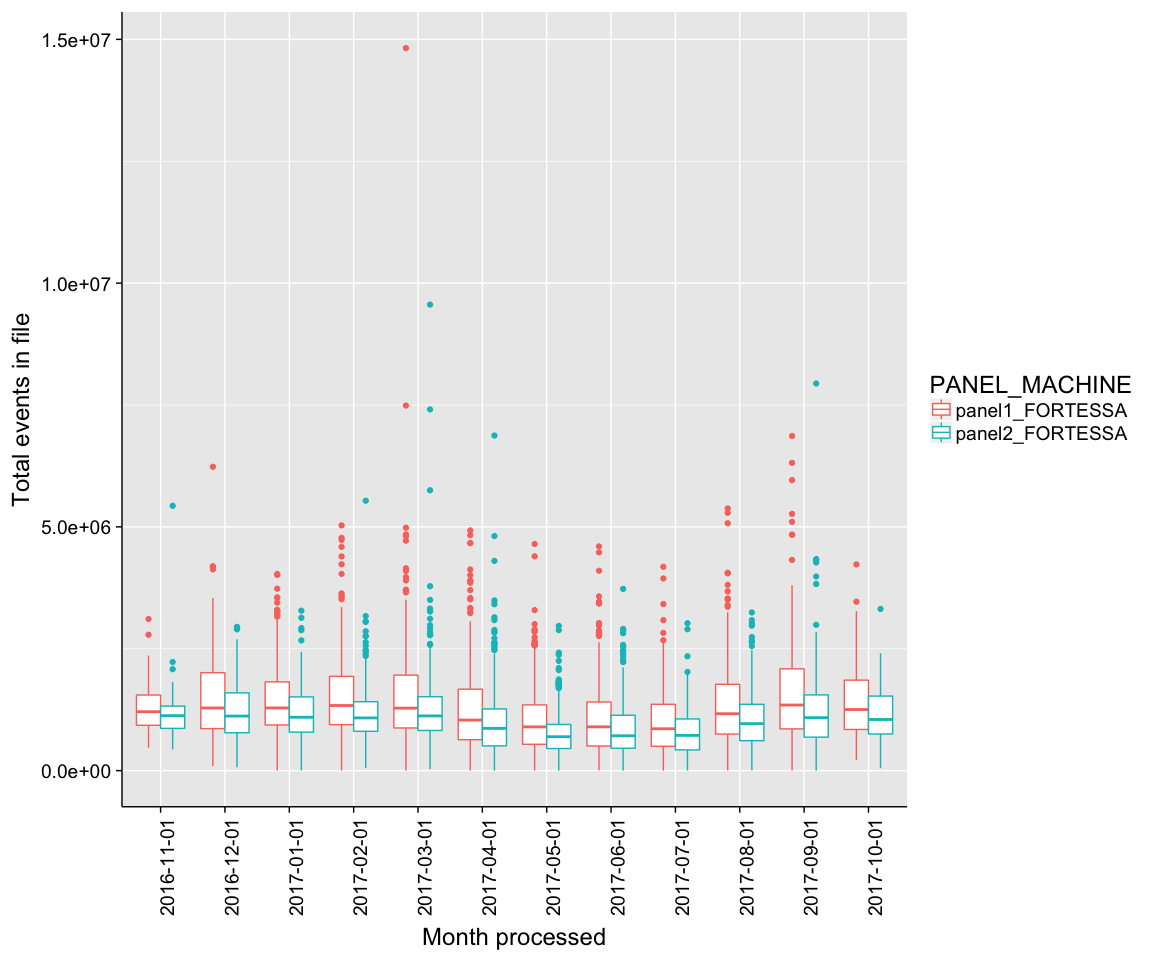 1.5e+07
1.0e+07
5.0e+06
0.0e+00
Total events in file
2016-11-01
2016-12-01
2017-01-01
2017-02-01
2017-03-01
2017-04-01
2017-05-01
2017-06-01
2017-07-01
2017-08-01
2017-09-01
2017-10-01
Month processed
PANEL_MACHINE
panel1_FORTESSA
panel2_FORTESSA